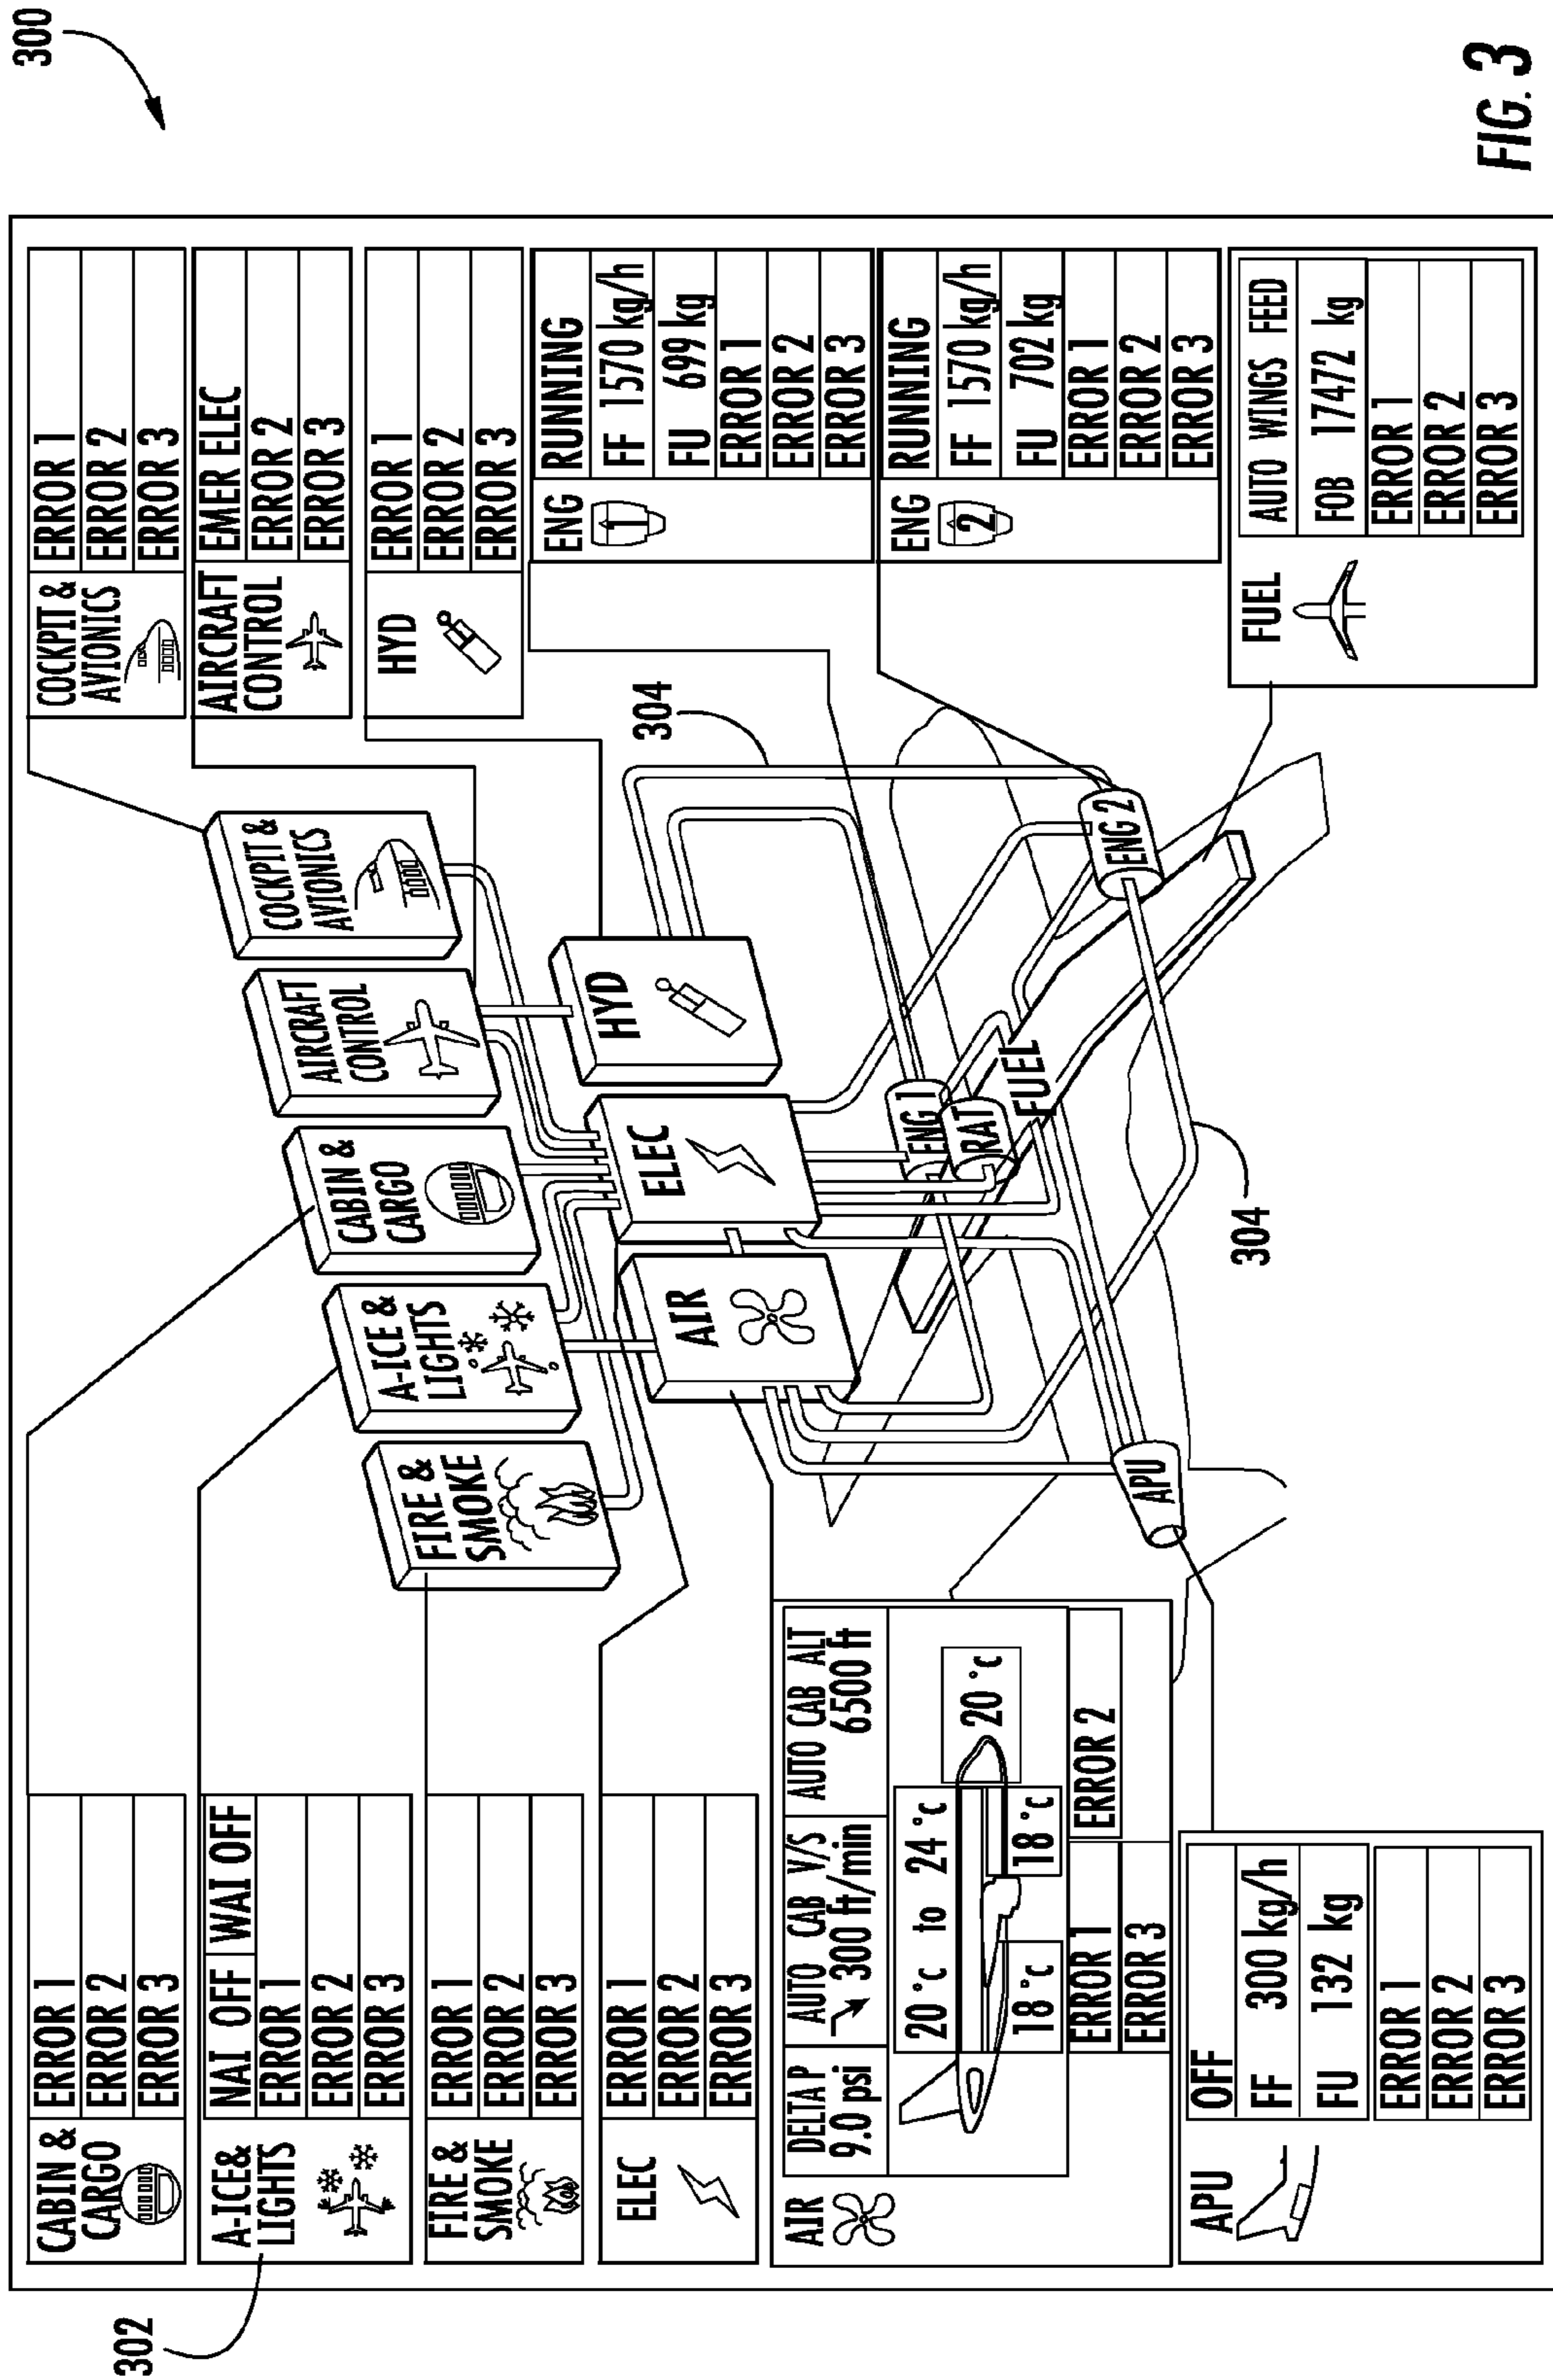 300
302
CABIN &
CARGO
ERROR 1
ERROR 2
ERROR 3
A-ICE&
LIGHTS
NAI OFF
WAI OFF
ERROR 1
ERROR 2
ERROR 3
FIRE &
SMOKE
ERROR 1
ERROR 2
ERROR 3
ELEC
ERROR 1
ERROR 2
ERROR 3
AIR
DELTA P
9.0 psi
AUTO CAB V/S
300 ft/min
AUTO CAB ALT
6500 ft
20 °c to 24 °c
20 °c
18 °c
18 °c
ERROR 1
ERROR 2
ERROR 3
APU
OFF
FF 300 kg/h
FU 132 kg
ERROR 1
ERROR 2
ERROR 3
FIRE &
SMOKE
A-ICE &
LIGHTS
CABIN &
CARGO
AIRCRAFT
CONTROL
COCKPIT &
AVIONICS
AIR
ELEC
HYD
304
ENG 1
RAT
FUEL
ENG 2
APU
304
COCKPIT &
AVIONICS
ERROR 1
ERROR 2
ERROR 3
AIRCRAFT
CONTROL
EMER ELEC
ERROR 2
ERROR 3
HYD
ERROR 1
ERROR 2
ERROR 3
ENG
1
RUNNING
FF 1570 kg/h
FU 699 kg
ERROR 1
ERROR 2
ERROR 3
ENG
2
RUNNING
FF 1570 kg/h
FU 702 kg
ERROR 1
ERROR 2
ERROR 3
FUEL
AUTO WINGS FEED
FOB 17472 kg
ERROR 1
ERROR 2
ERROR 3
FIG. 3